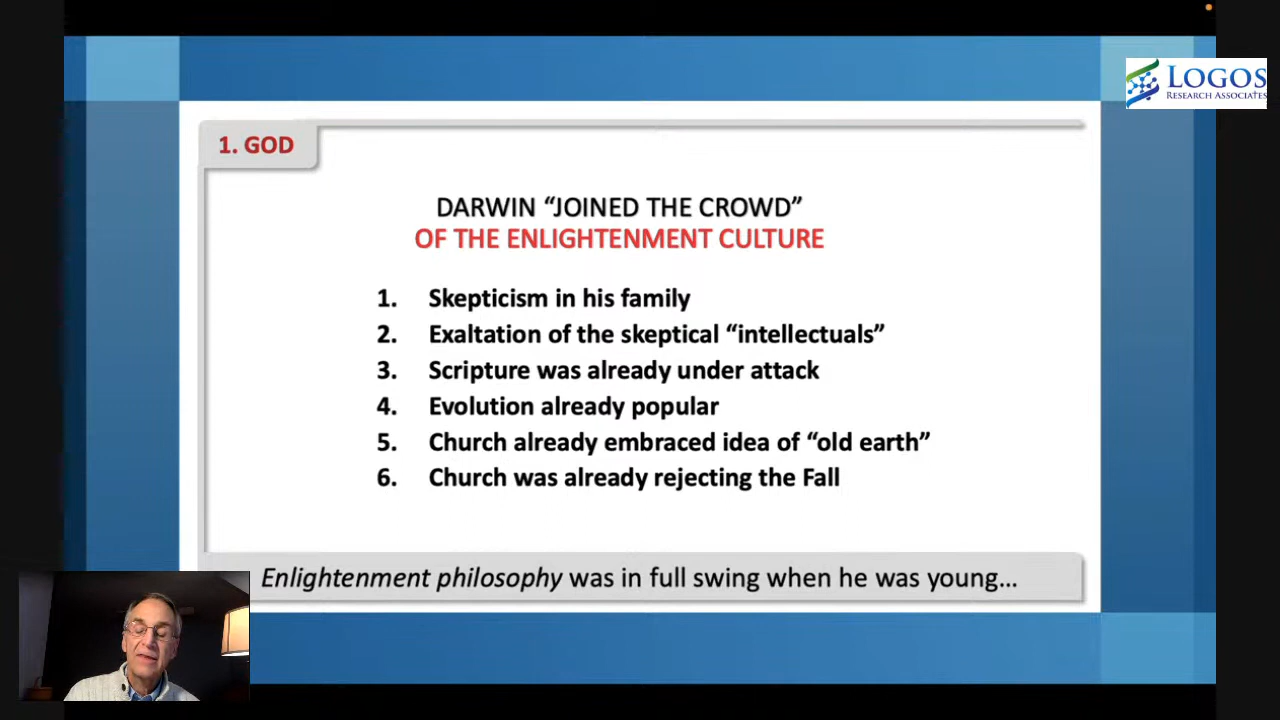 LOGOS
RESEARCH ASSOCIATES
1. GOD
DARWIN “JOINED THE CROWD”
OF THE ENLIGHTENMENT CULTURE
1. Skepticism in his family
2. Exaltation of the skeptical “intellectuals”
3. Scripture was already under attack
4. Evolution already popular
5. Church already embraced idea of “old earth”
6. Church was already rejecting the Fall
Enlightenment philosophy was in full swing when he was young...